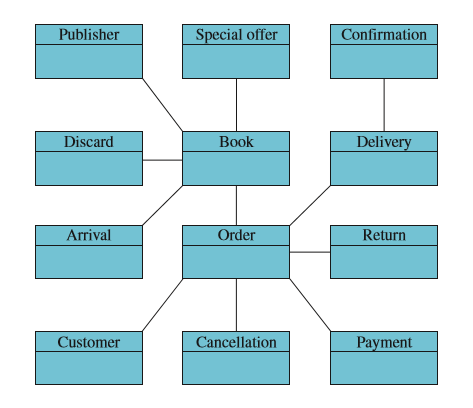 Publisher
Special offer
Confirmation
Discard
Book
Delivery
Arrival
Order
Return
Customer
Cancellation
Payment